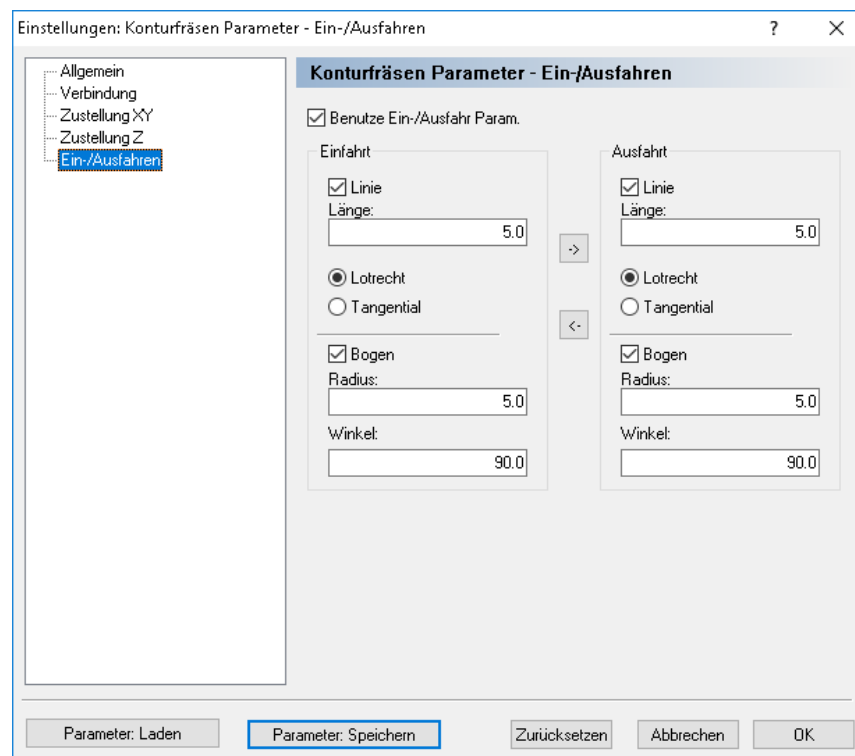 Einstellungen: Konturfräsen Parameter - Ein-/Ausfahren ?
Allgemein
Verbindung
Zustellung XY
Zustellung Z
Ein-/Ausfahren
Konturfräsen Parameter - Ein-/Ausfahren
Benutze Ein-/Ausfahr Param.
Einfahrt
Linie
Länge:
5.0
Lotrecht
Tangential
Bogen
Radius:
5.0
Winkel:
90.0
->
<-
Ausfahrt
Linie
Länge:
5.0
Lotrecht
Tangential
Bogen
Radius:
5.0
Winkel:
90.0
Parameter: Laden
Parameter: Speichern
Zurücksetzen
Abbrechen
OK